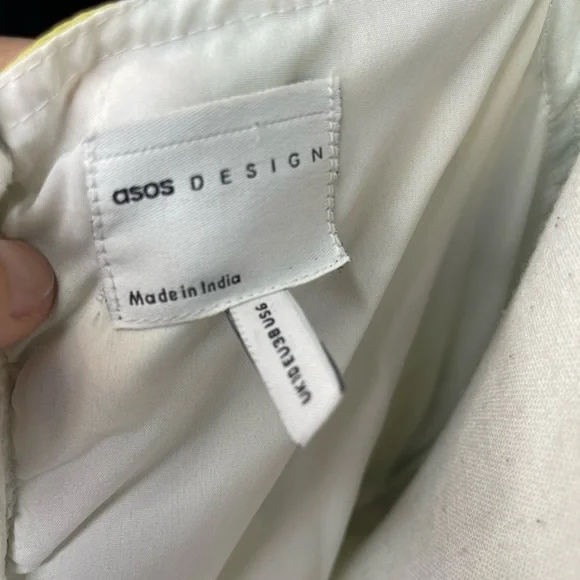 asos DESIGN
Made in India
UK10 EU38 US6